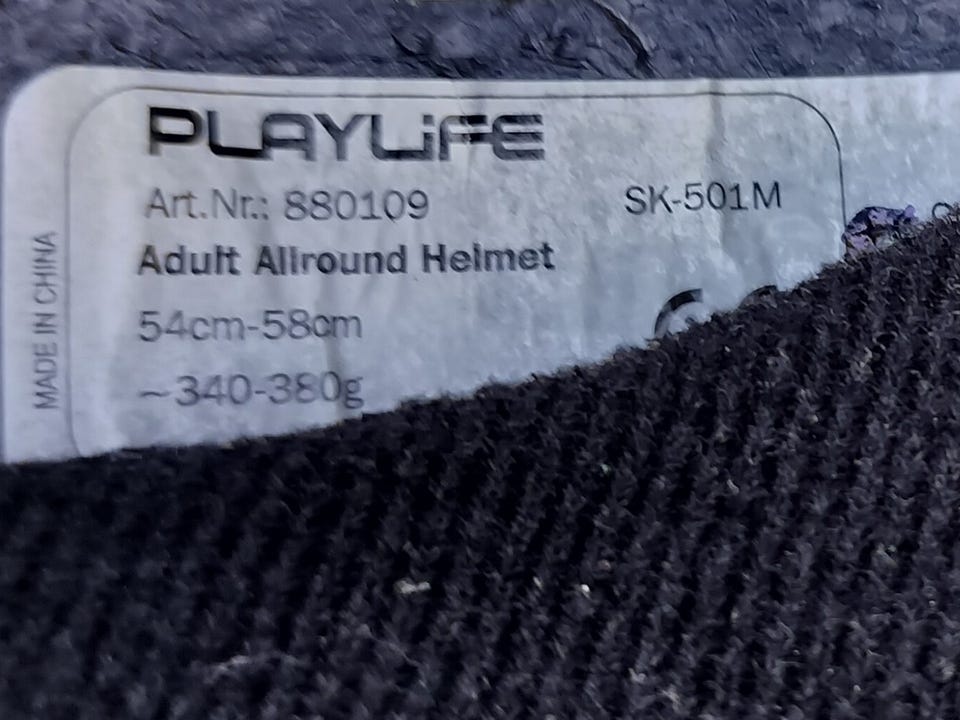 PLAYLiFE
Art.Nr.: 880109
SK-501M
Adult Allround Helmet
54cm-58cm
~340-380g
MADE IN CHINA